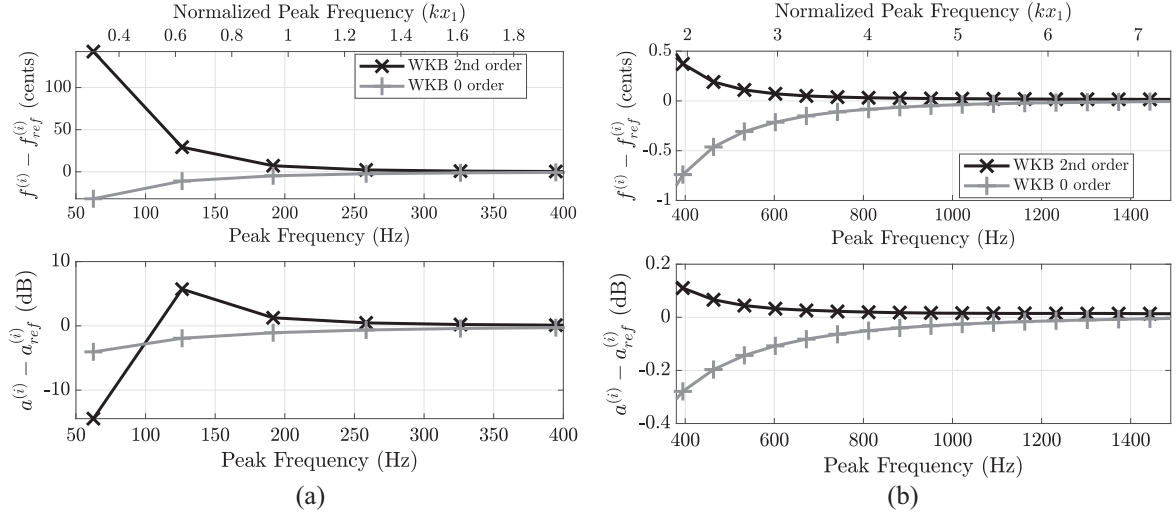 Normalized Peak Frequency (kx₁)
0.4 0.6 0.8 1 1.2 1.4 1.6 1.8
f⁽ⁱ⁾ − f_ref⁽ⁱ⁾ (cents)
100
50
0
WKB 2nd order
WKB 0 order
50 100 150 200 250 300 350 400
Peak Frequency (Hz)
a⁽ⁱ⁾ − a_ref⁽ⁱ⁾ (dB)
10
0
-10
50 100 150 200 250 300 350 400
Peak Frequency (Hz)
(a)
Normalized Peak Frequency (kx₁)
2 3 4 5 6 7
f⁽ⁱ⁾ − f_ref⁽ⁱ⁾ (cents)
0.5
0
-0.5
-1
WKB 2nd order
WKB 0 order
400 600 800 1000 1200 1400
Peak Frequency (Hz)
a⁽ⁱ⁾ − a_ref⁽ⁱ⁾ (dB)
0.2
0
-0.2
-0.4
400 600 800 1000 1200 1400
Peak Frequency (Hz)
(b)